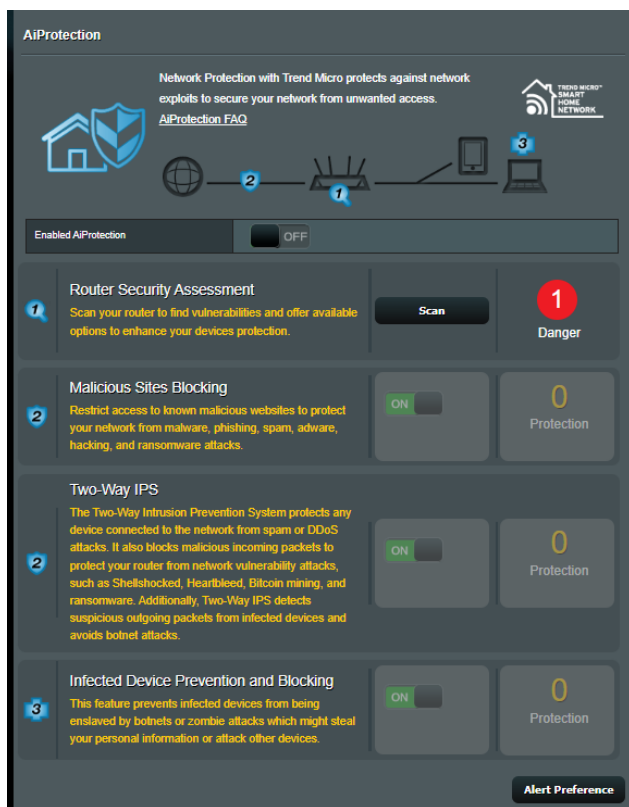 AiProtection
Network Protection with Trend Micro protects against network
exploits to secure your network from unwanted access.
AiProtection FAQ
TREND MICRO™
SMART
HOME
NETWORK
3
2
1
Enabled AiProtection
OFF
1
Router Security Assessment
Scan your router to find vulnerabilities and offer available
options to enhance your devices protection.
Scan
1
Danger
2
Malicious Sites Blocking
Restrict access to known malicious websites to protect
your network from malware, phishing, spam, adware,
hacking, and ransomware attacks.
ON
0
Protection
2
Two-Way IPS
The Two-Way Intrusion Prevention System protects any
device connected to the network from spam or DDoS
attacks. It also blocks malicious incoming packets to
protect your router from network vulnerability attacks,
such as Shellshocked, Heartbleed, Bitcoin mining, and
ransomware. Additionally, Two-Way IPS detects
suspicious outgoing packets from infected devices and
avoids botnet attacks.
ON
0
Protection
3
Infected Device Prevention and Blocking
This feature prevents infected devices from being
enslaved by botnets or zombie attacks which might steal
your personal information or attack other devices.
ON
0
Protection
Alert Preference